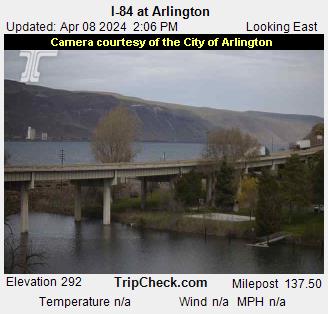 I-84 at Arlington
Updated: Apr 08 2024 2:06 PM Looking East
Camera courtesy of the City of Arlington
Elevation 292 TripCheck.com Milepost 137.50
Temperature n/a Wind n/a MPH n/a